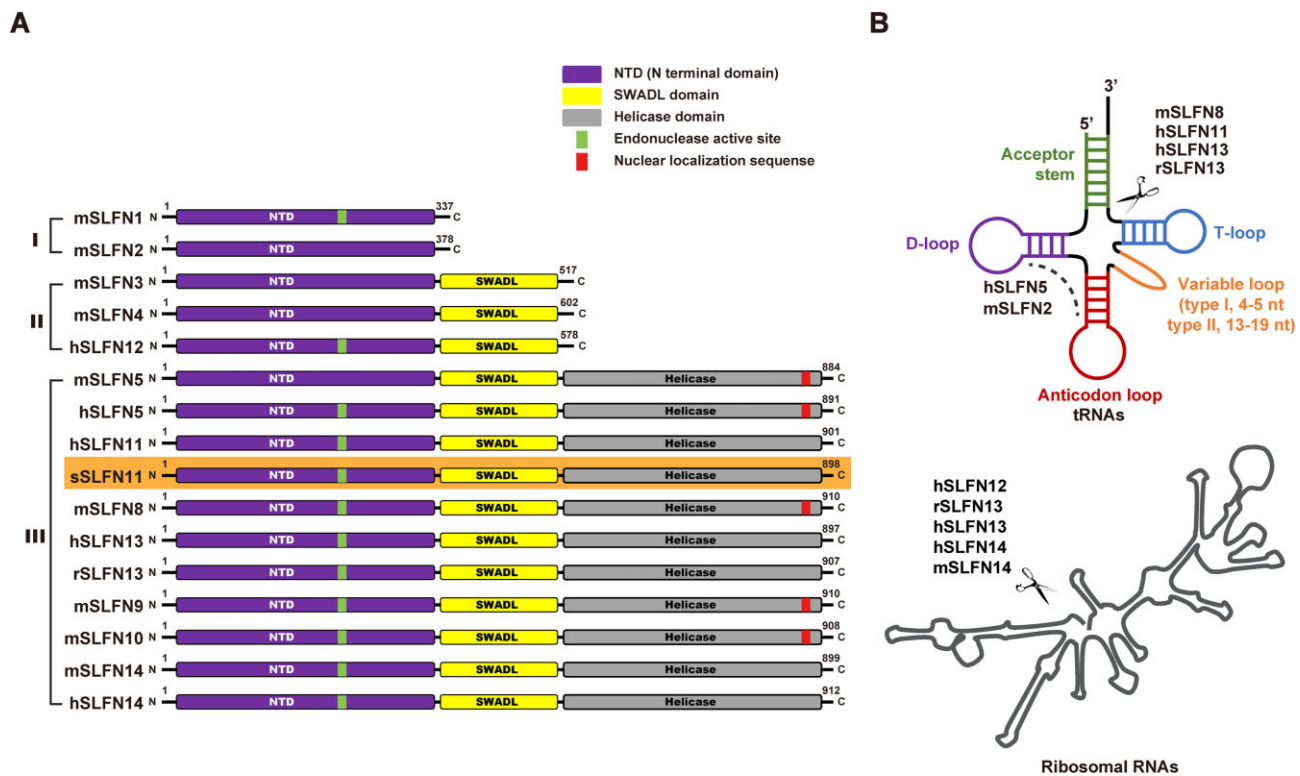 A
NTD (N terminal domain)
SWADL domain
Helicase domain
Endonuclease active site
Nuclear localization sequense
I
mSLFN1 N 1 NTD 337 C
mSLFN2 N 1 NTD 378 C
II
mSLFN3 N 1 NTD SWADL 517 C
mSLFN4 N 1 NTD SWADL 602 C
hSLFN12 N 1 NTD SWADL 578 C
III
mSLFN5 N 1 NTD SWADL Helicase 884 C
hSLFN5 N 1 NTD SWADL Helicase 891 C
hSLFN11 N 1 NTD SWADL Helicase 901 C
sSLFN11 N 1 NTD SWADL Helicase 898 C
mSLFN8 N 1 NTD SWADL Helicase 910 C
hSLFN13 N 1 NTD SWADL Helicase 897 C
rSLFN13 N 1 NTD SWADL Helicase 907 C
mSLFN9 N 1 NTD SWADL Helicase 910 C
mSLFN10 N 1 NTD SWADL Helicase 908 C
mSLFN14 N 1 NTD SWADL Helicase 899 C
hSLFN14 N 1 NTD SWADL Helicase 912 C
B
3’
5’
mSLFN8
hSLFN11
hSLFN13
rSLFN13
Acceptor
stem
D-loop
T-loop
hSLFN5
mSLFN2
Variable loop
(type I, 4-5 nt
type II, 13-19 nt)
Anticodon loop
tRNAs
hSLFN12
rSLFN13
hSLFN13
hSLFN14
mSLFN14
Ribosomal RNAs